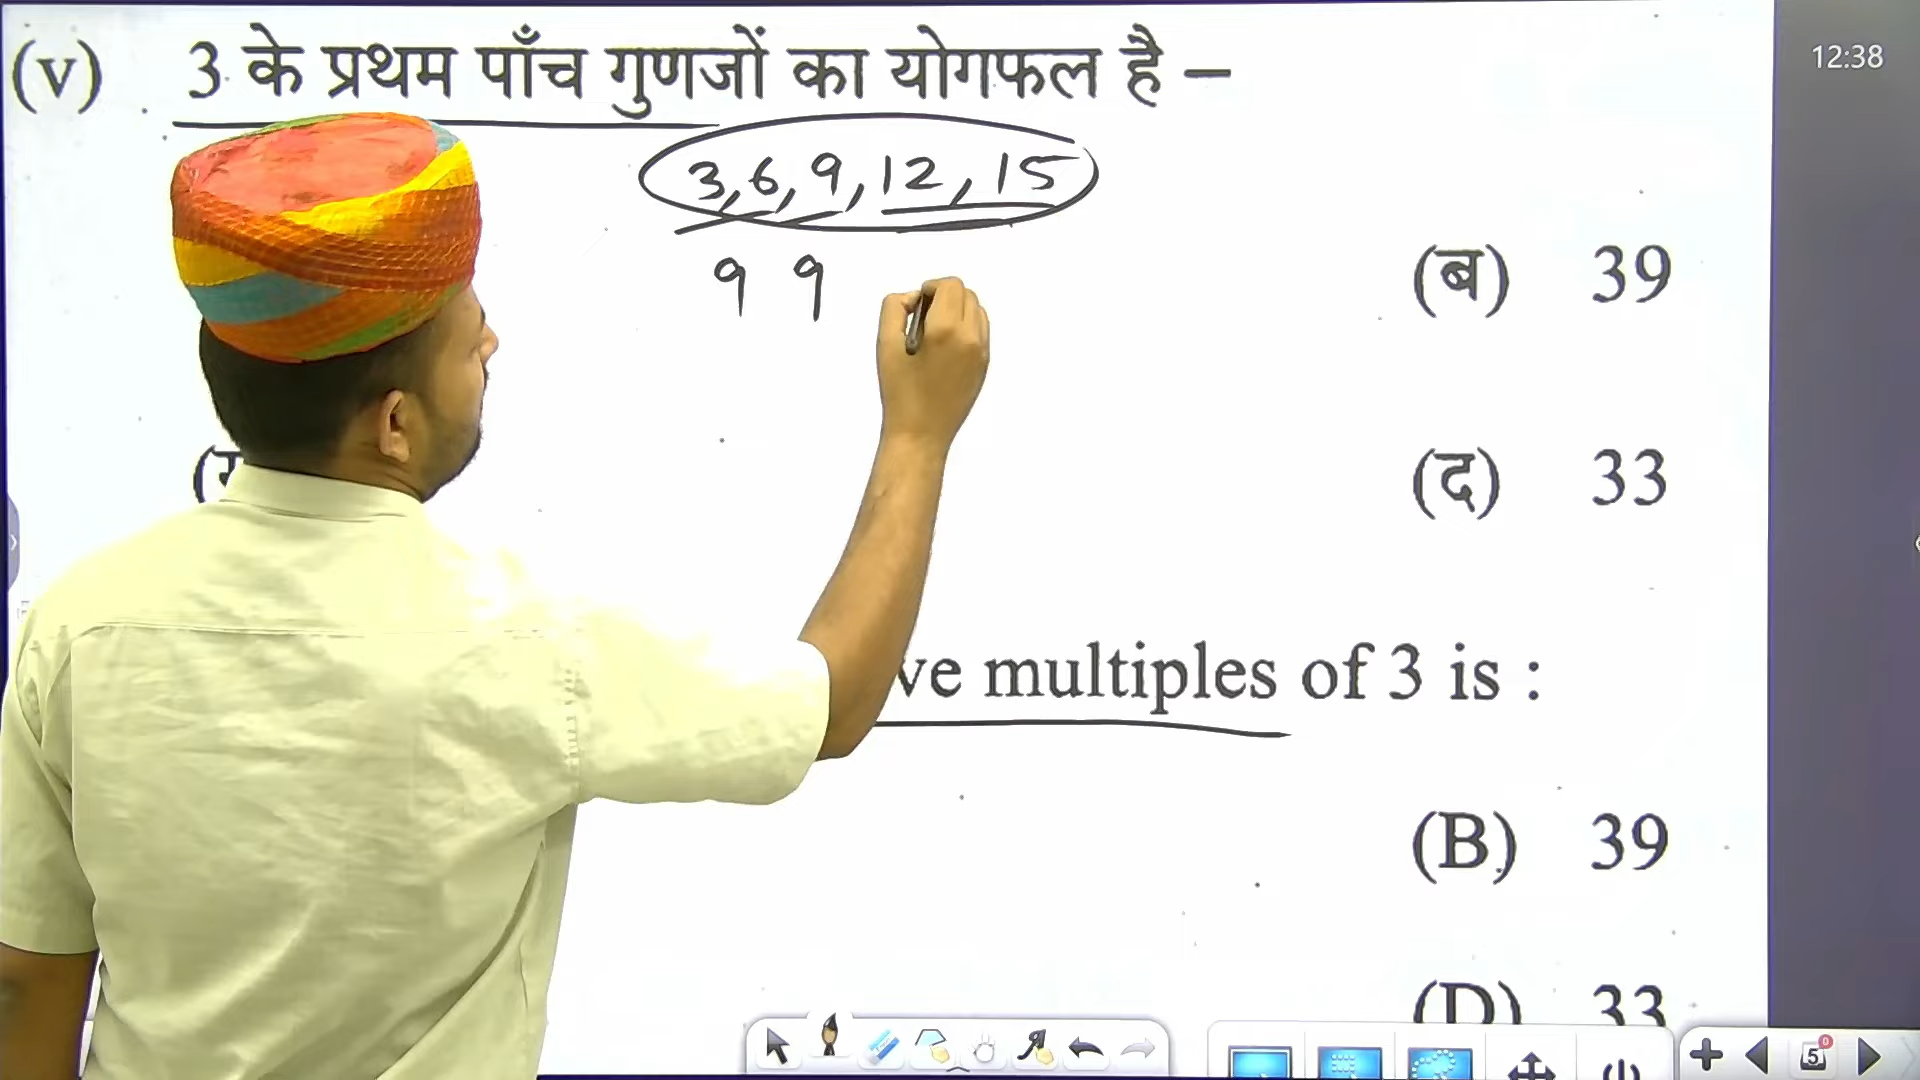 (v) 3 के प्रथम पाँच गुणजों का योगफल है –
12:38
3, 6, 9, 12, 15
9 9
(ब) 39
(द) 33
multiples of 3 is :
(B) 39
(D) 33
5